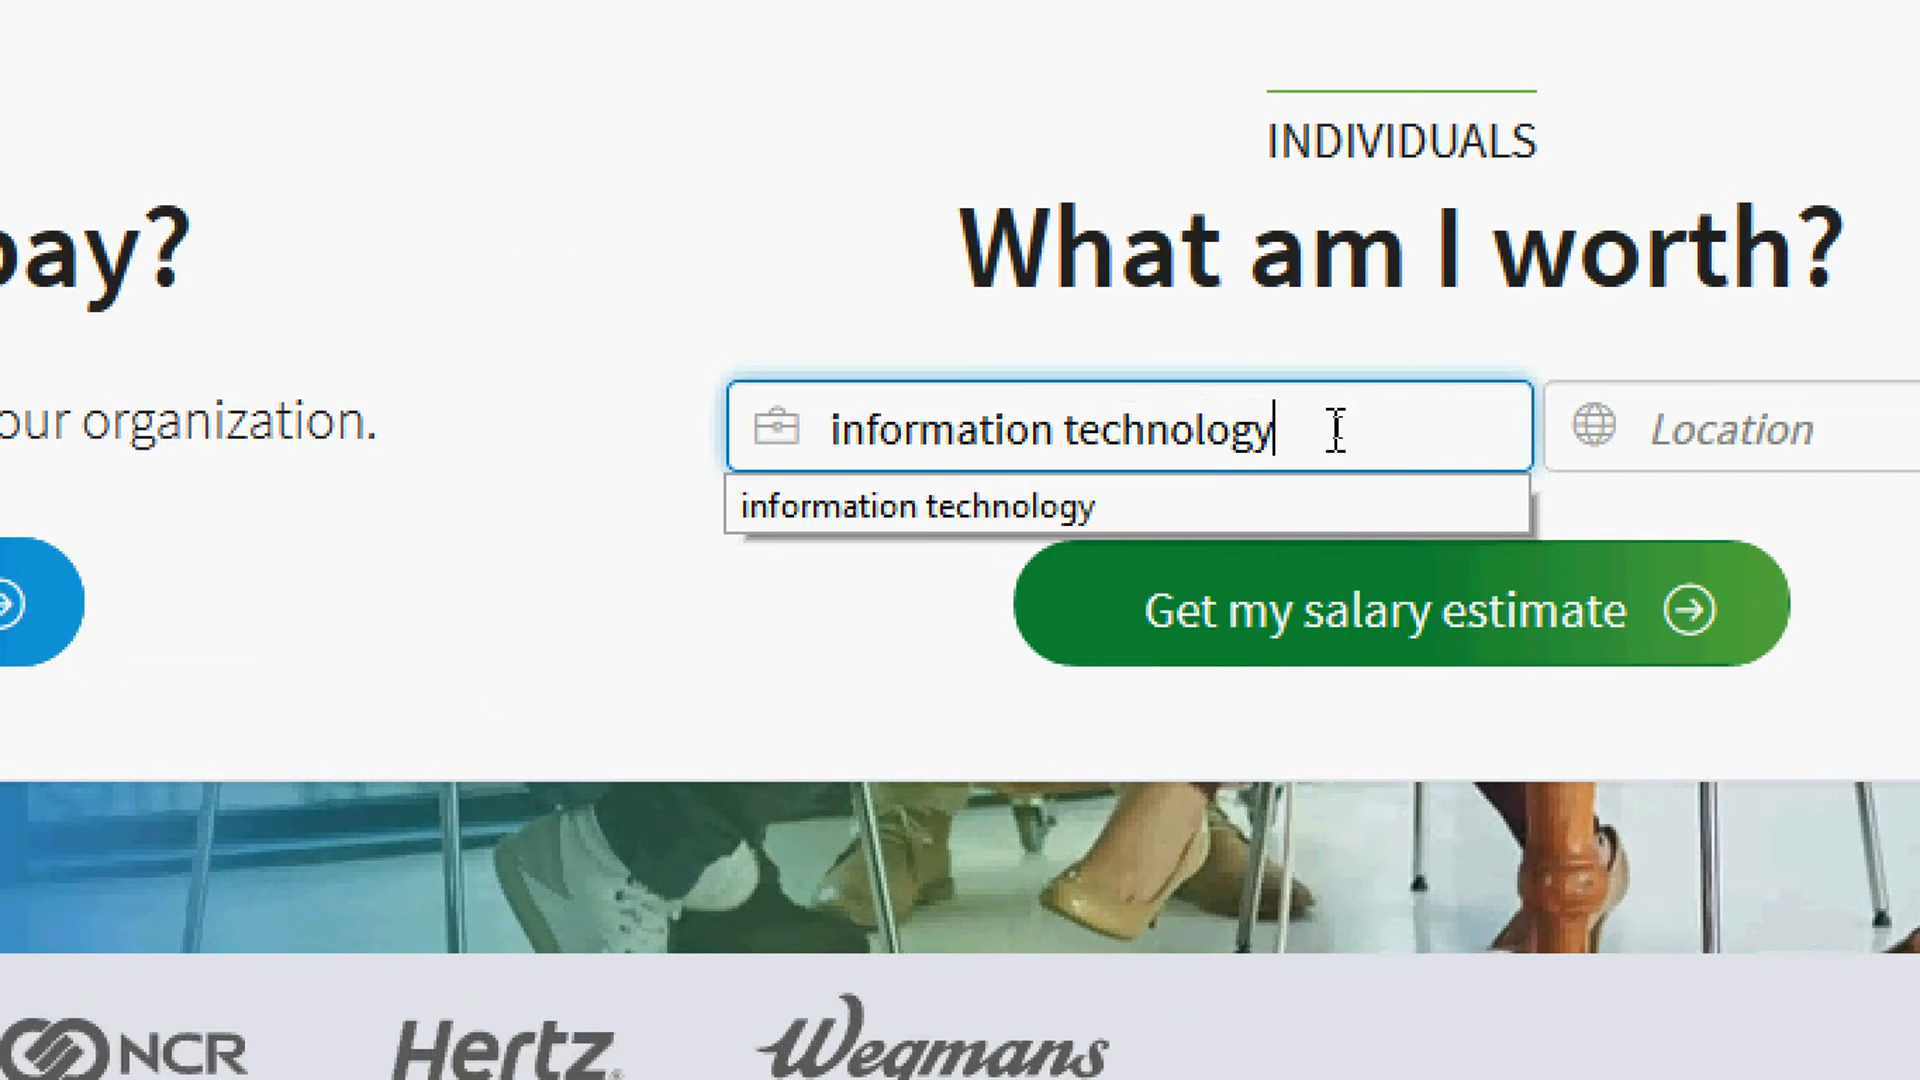 INDIVIDUALS
pay?
What am I worth?
our organization.
information technology
Location
information technology
Get my salary estimate
NCR
Hertz
Wegmans